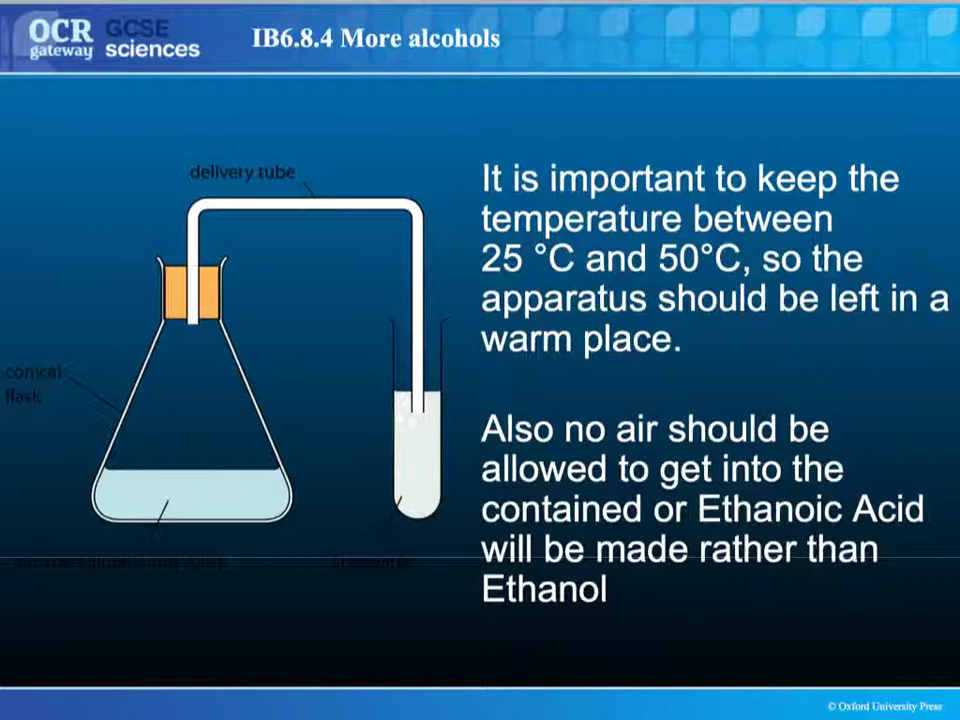 OCR
gateway
GCSE
sciences
IB6.8.4 More alcohols
delivery tube
conical
flask
limewater
It is important to keep the
temperature between
25 °C and 50°C, so the
apparatus should be left in a
warm place.
Also no air should be
allowed to get into the
contained or Ethanoic Acid
will be made rather than
Ethanol
© Oxford University Press